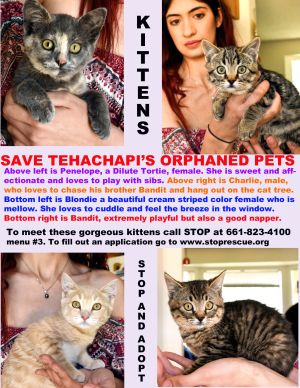 KITTENS
SAVE TEHACHAPI'S ORPHANED PETS
Above left is Penelope, a Dilute Tortie, female. She is sweet and aff-
ectionate and loves to play with sibs. Above right is Charlie, male,
who loves to chase his brother Bandit and hang out on the cat tree.
Bottom left is Blondie a beautiful cream striped color female who is
mellow. She loves to cuddle and feel the breeze in the window.
Bottom right is Bandit, extremely playful but also a good napper.
To meet these gorgeous kittens call STOP at 661-823-4100
menu #3. To fill out an application go to www.stoprescue.org
STOP AND ADOPT